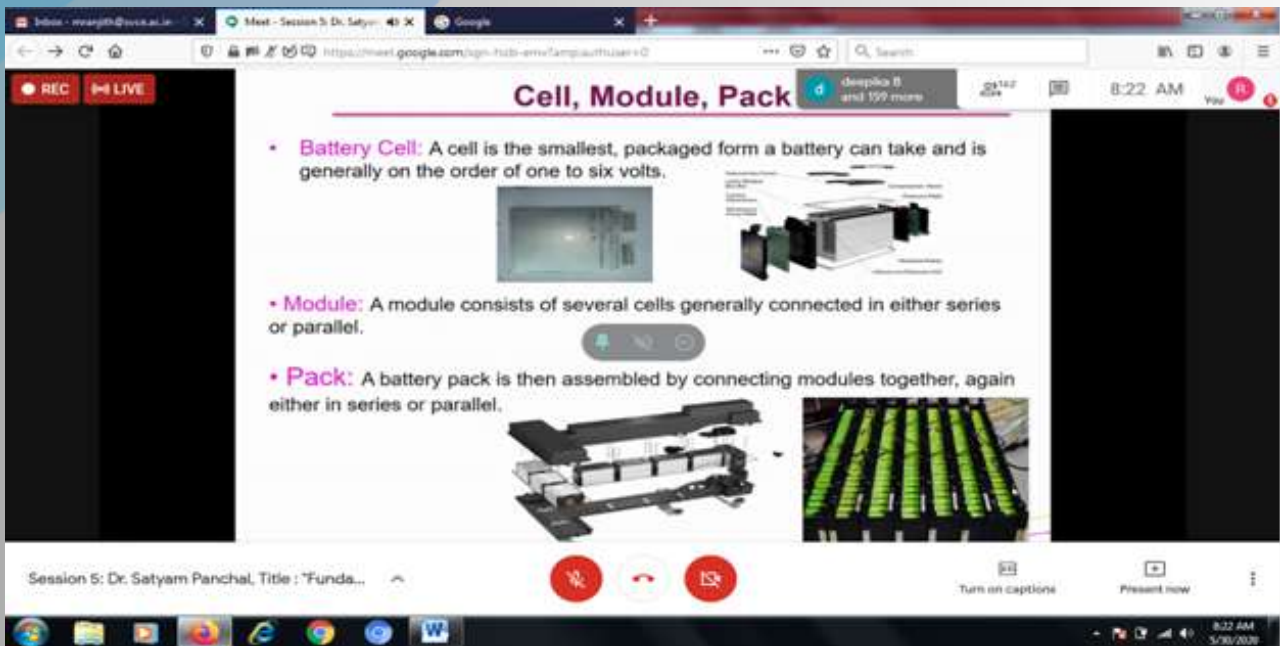 Meet - Session 5: Dr. Satyam
Google
https://meet.google.com/
Search
REC
LIVE
Cell, Module, Pack
d
deepika B
and 159 more
8:22 AM
You
R
• Battery Cell: A cell is the smallest, packaged form a battery can take and is
generally on the order of one to six volts.
• Module: A module consists of several cells generally connected in either series
or parallel.
• Pack: A battery pack is then assembled by connecting modules together, again
either in series or parallel.
Session 5: Dr. Satyam Panchal, Title : "Funda...
Turn on captions
Present now
8:22 AM
5/30/2020